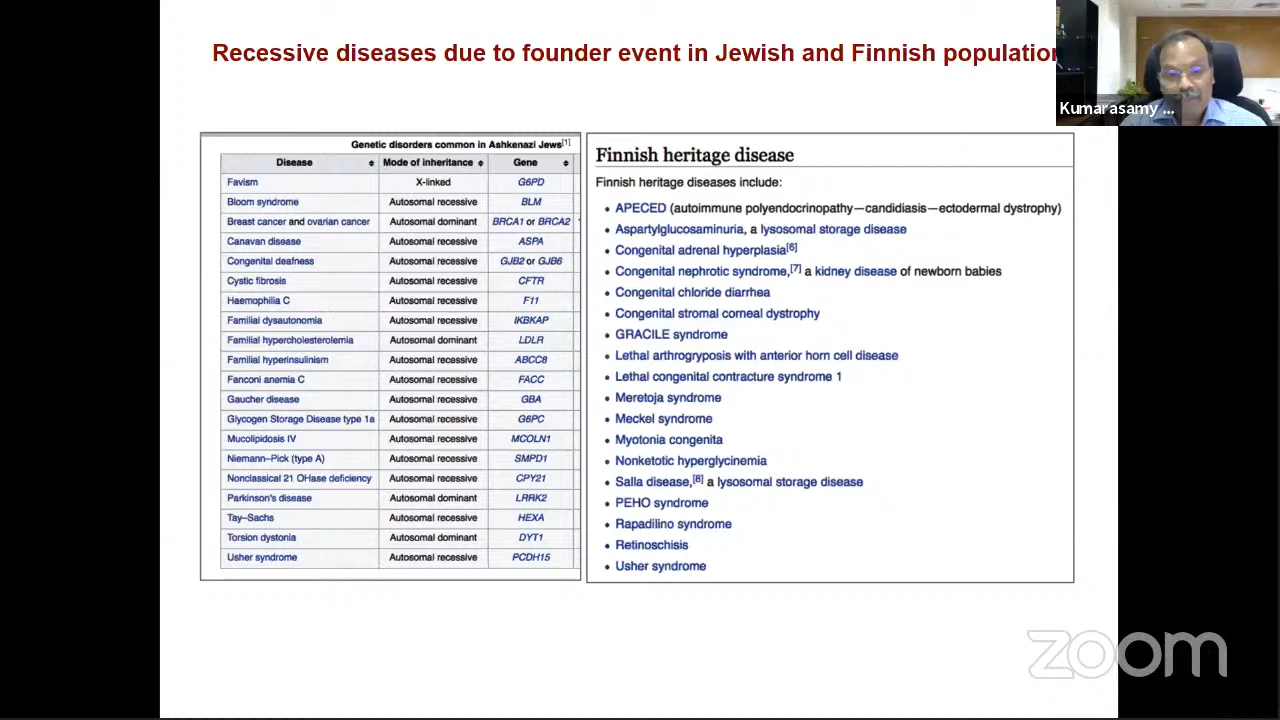 Recessive diseases due to founder event in Jewish and Finnish population
Kumarasamy ...
Genetic disorders common in Ashkenazi Jews[1]
Disease Mode of inheritance Gene
Favism X-linked G6PD
Bloom syndrome Autosomal recessive BLM
Breast cancer and ovarian cancer Autosomal dominant BRCA1 or BRCA2
Canavan disease Autosomal recessive ASPA
Congenital deafness Autosomal recessive GJB2 or GJB6
Cystic fibrosis Autosomal recessive CFTR
Haemophilia C Autosomal recessive F11
Familial dysautonomia Autosomal recessive IKBKAP
Familial hypercholesterolemia Autosomal dominant LDLR
Familial hyperinsulinism Autosomal recessive ABCC8
Fanconi anemia C Autosomal recessive FACC
Gaucher disease Autosomal recessive GBA
Glycogen Storage Disease type 1a Autosomal recessive G6PC
Mucolipidosis IV Autosomal recessive MCOLN1
Niemann–Pick (type A) Autosomal recessive SMPD1
Nonclassical 21 OHase deficiency Autosomal recessive CPY21
Parkinson's disease Autosomal dominant LRRK2
Tay–Sachs Autosomal recessive HEXA
Torsion dystonia Autosomal dominant DYT1
Usher syndrome Autosomal recessive PCDH15
Finnish heritage disease
Finnish heritage diseases include:
• APECED (autoimmune polyendocrinopathy—candidiasis—ectodermal dystrophy)
• Aspartylglucosaminuria, a lysosomal storage disease
• Congenital adrenal hyperplasia[6]
• Congenital nephrotic syndrome,[7] a kidney disease of newborn babies
• Congenital chloride diarrhea
• Congenital stromal corneal dystrophy
• GRACILE syndrome
• Lethal arthrogryposis with anterior horn cell disease
• Lethal congenital contracture syndrome 1
• Meretoja syndrome
• Meckel syndrome
• Myotonia congenita
• Nonketotic hyperglycinemia
• Salla disease,[8] a lysosomal storage disease
• PEHO syndrome
• Rapadilino syndrome
• Retinoschisis
• Usher syndrome
zoom